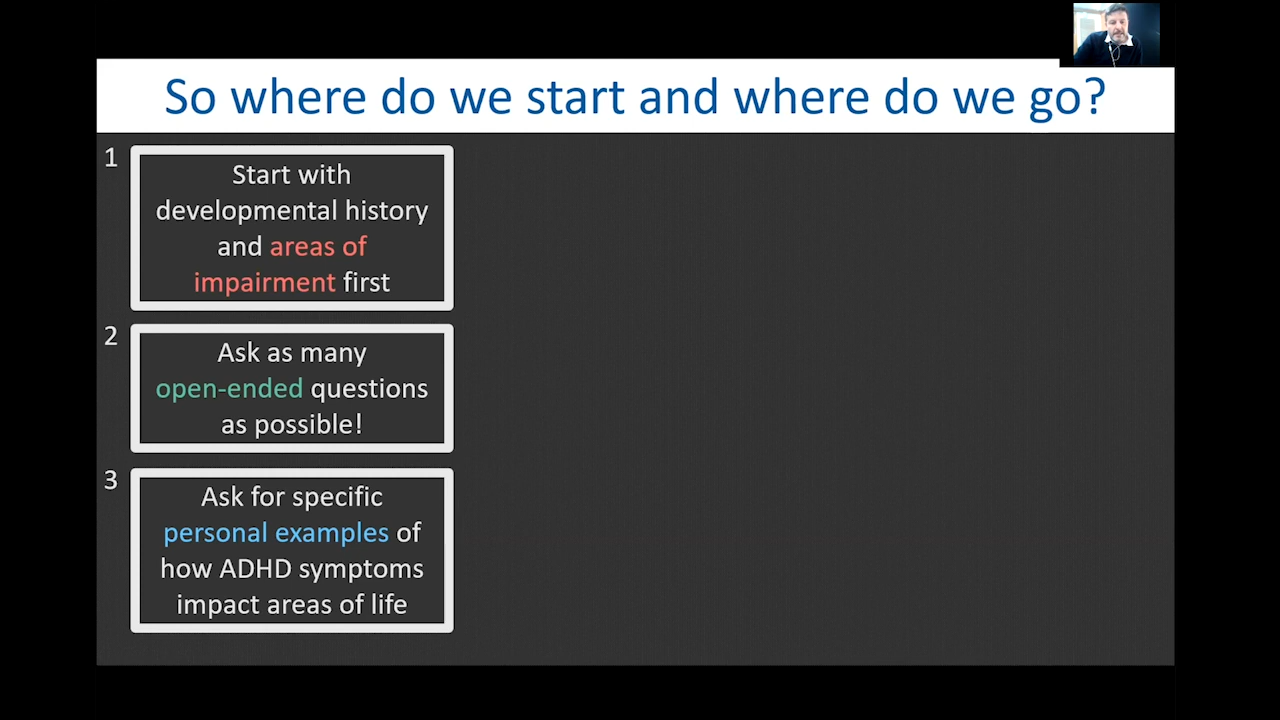 So where do we start and where do we go?
1
Start with
developmental history
and areas of
impairment first
2
Ask as many
open-ended questions
as possible!
3
Ask for specific
personal examples of
how ADHD symptoms
impact areas of life